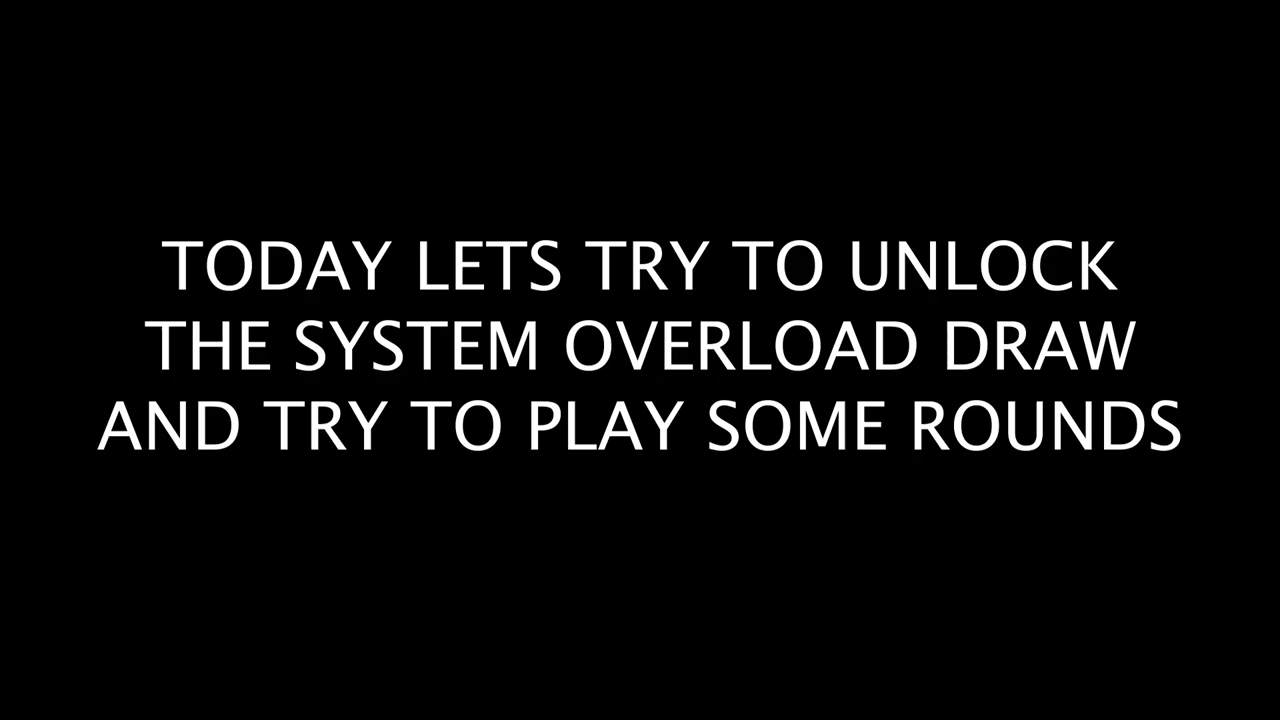 TODAY LETS TRY TO UNLOCK
THE SYSTEM OVERLOAD DRAW
AND TRY TO PLAY SOME ROUNDS